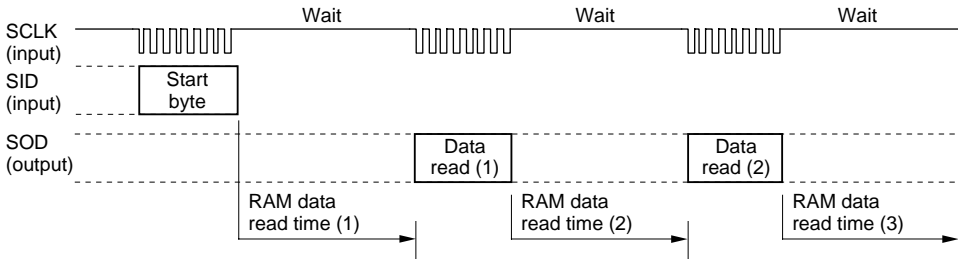 Wait Wait Wait
SCLK
(input)
SID
(input)
Start
byte
SOD
(output)
Data
read (1)
Data
read (2)
RAM data
read time (1)
RAM data
read time (2)
RAM data
read time (3)